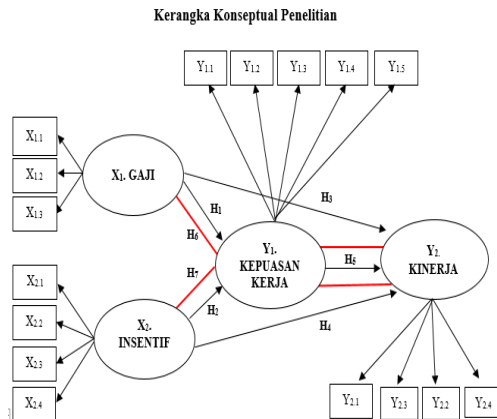 Kerangka Konseptual Penelitian
Y1.1
Y1.2
Y1.3
Y1.4
Y1.5
X1.1
X1.2
X1.3
X1. GAJI
H1
H3
H6
Y1.
KEPUASAN
KERJA
H5
Y2.
KINERJA
H7
H2
H4
X2.1
X2.2
X2.3
X2.4
X2.
INSENTIF
Y2.1
Y2.3
Y2.2
Y2.4